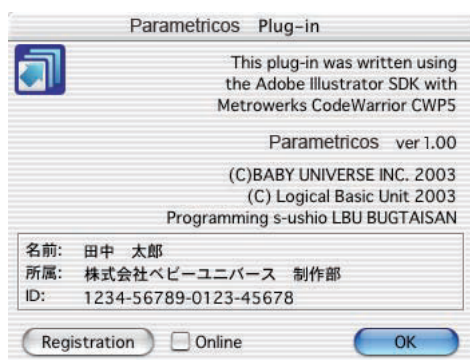 Parametricos Plug-in
This plug-in was written using
the Adobe Illustrator SDK with
Metrowerks CodeWarrior CWP5
Parametricos ver 1.00
(C)BABY UNIVERSE INC. 2003
(C) Logical Basic Unit 2003
Programming s-ushio LBU BUGTAISAN
名前: 田中 太郎
所属: 株式会社ベビーユニバース 制作部
ID: 1234-56789-0123-45678
Registration Online OK